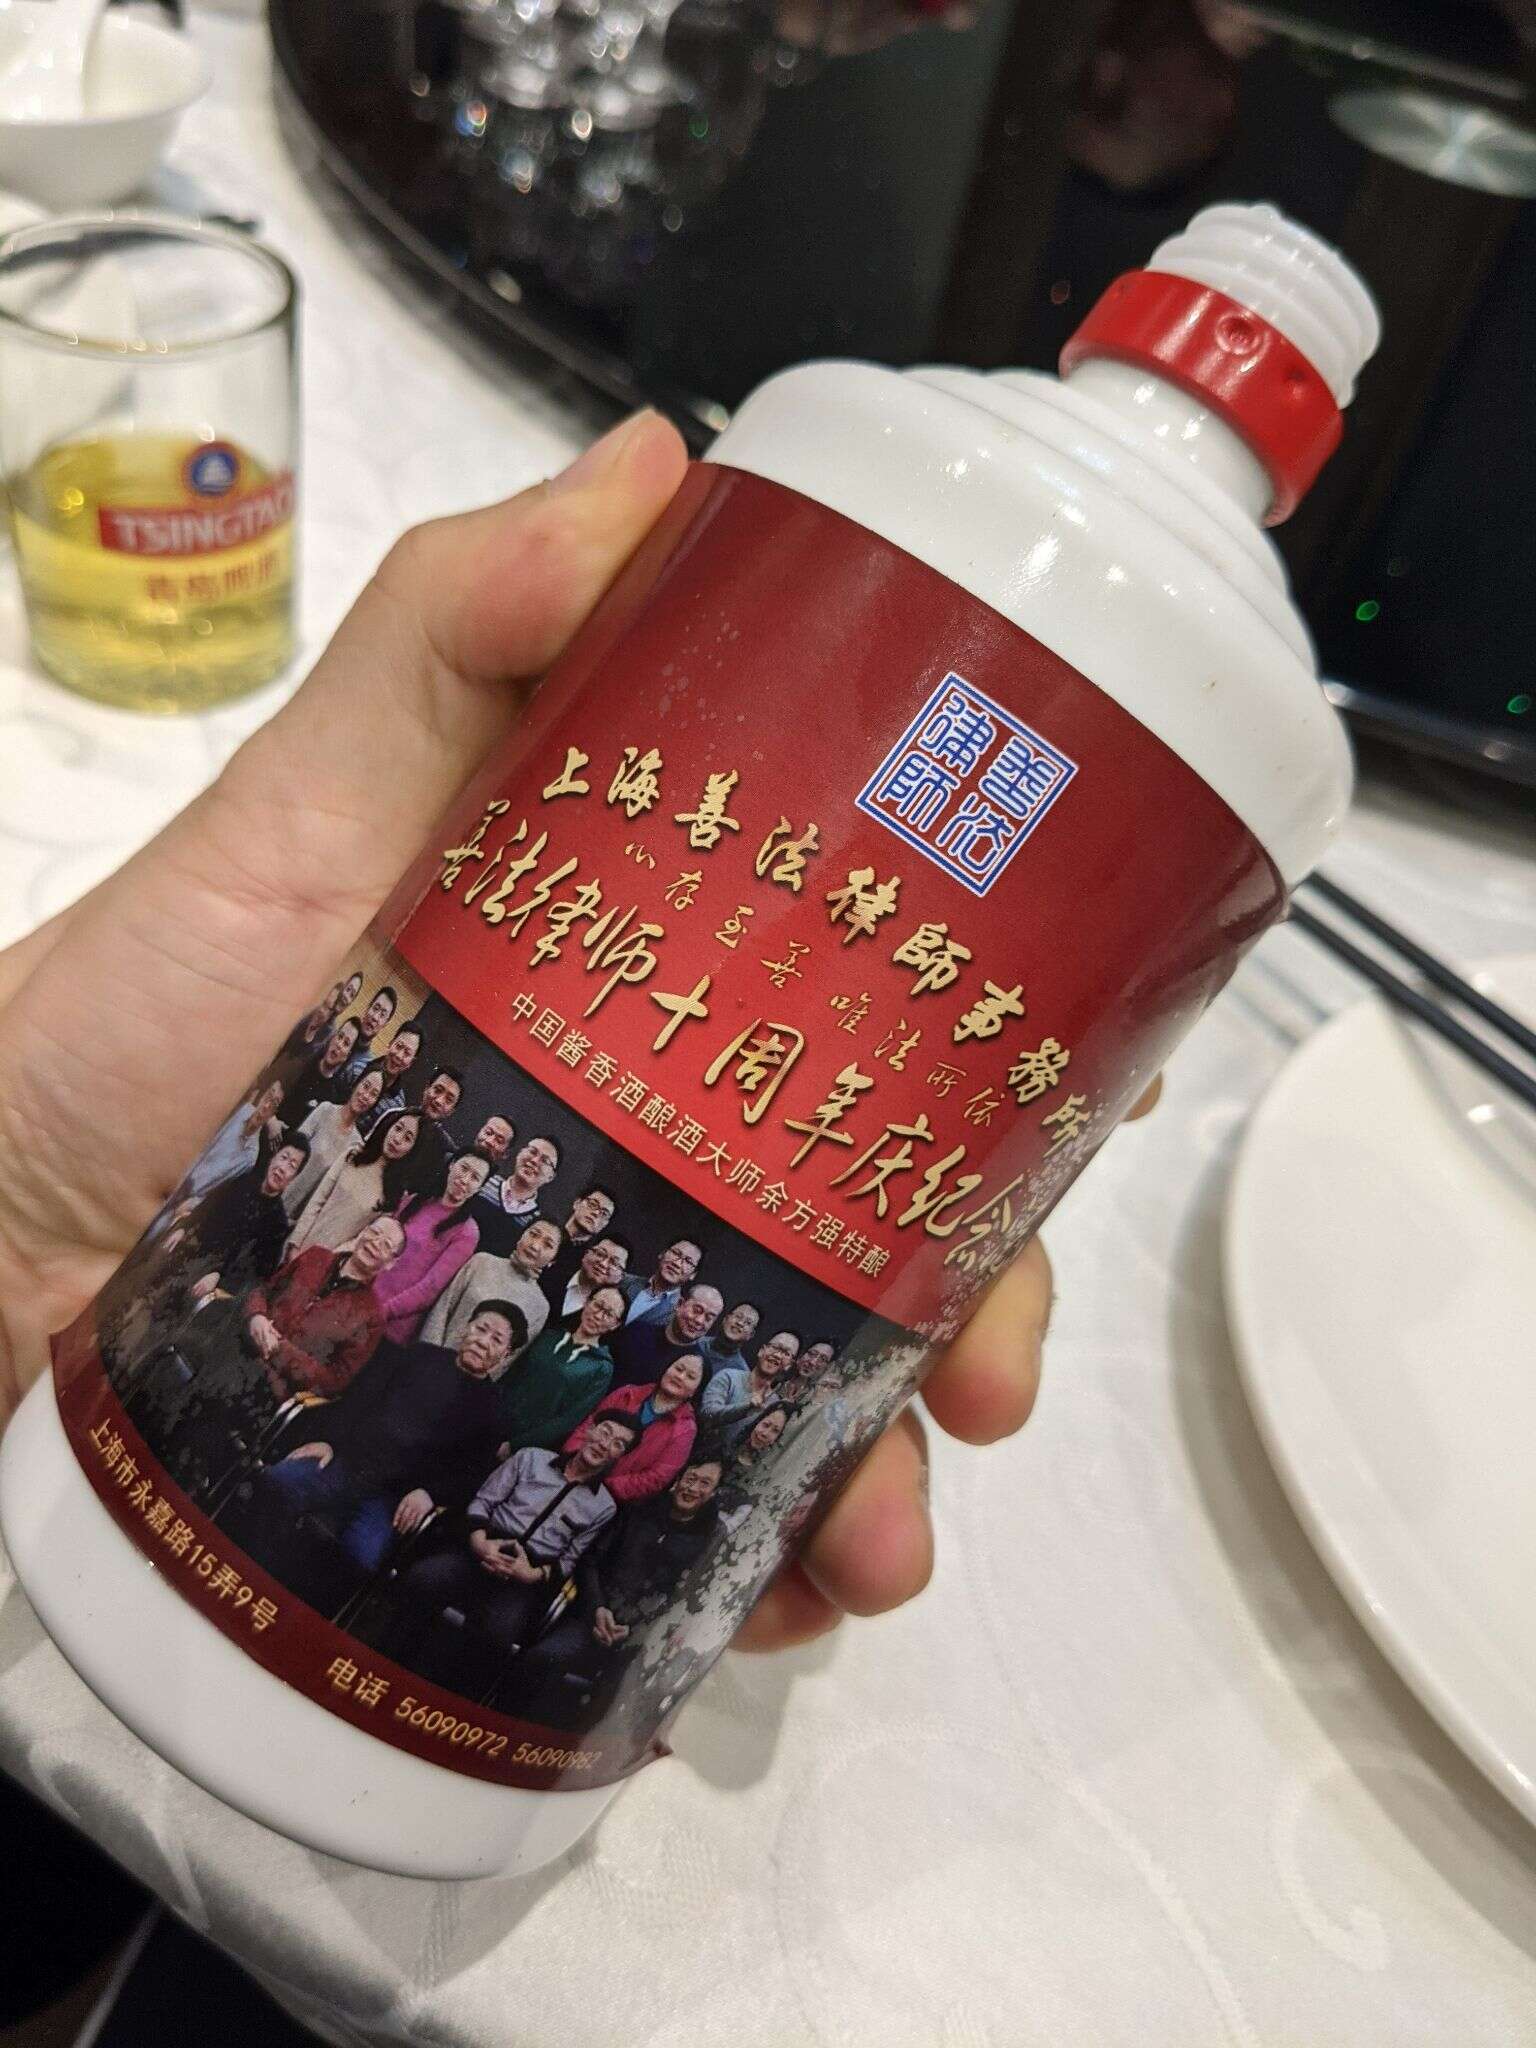 善法
律師
上海善法律師事務所
心存至善 唯法所依
善法律师十周年庆纪念
中国酱香酒酿酒大师余方强特酿
上海市永嘉路15弄9号 电话 56090972 56090982
TSINGTAO
青岛啤酒